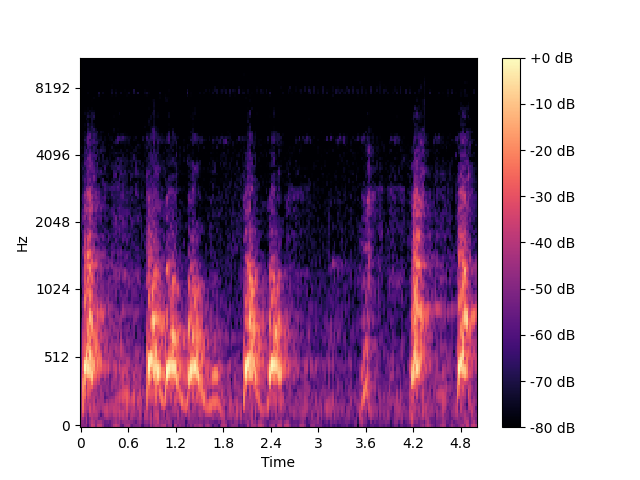 8192
4096
2048
1024
512
0
Hz
0 0.6 1.2 1.8 2.4 3 3.6 4.2 4.8
Time
+0 dB
-10 dB
-20 dB
-30 dB
-40 dB
-50 dB
-60 dB
-70 dB
-80 dB